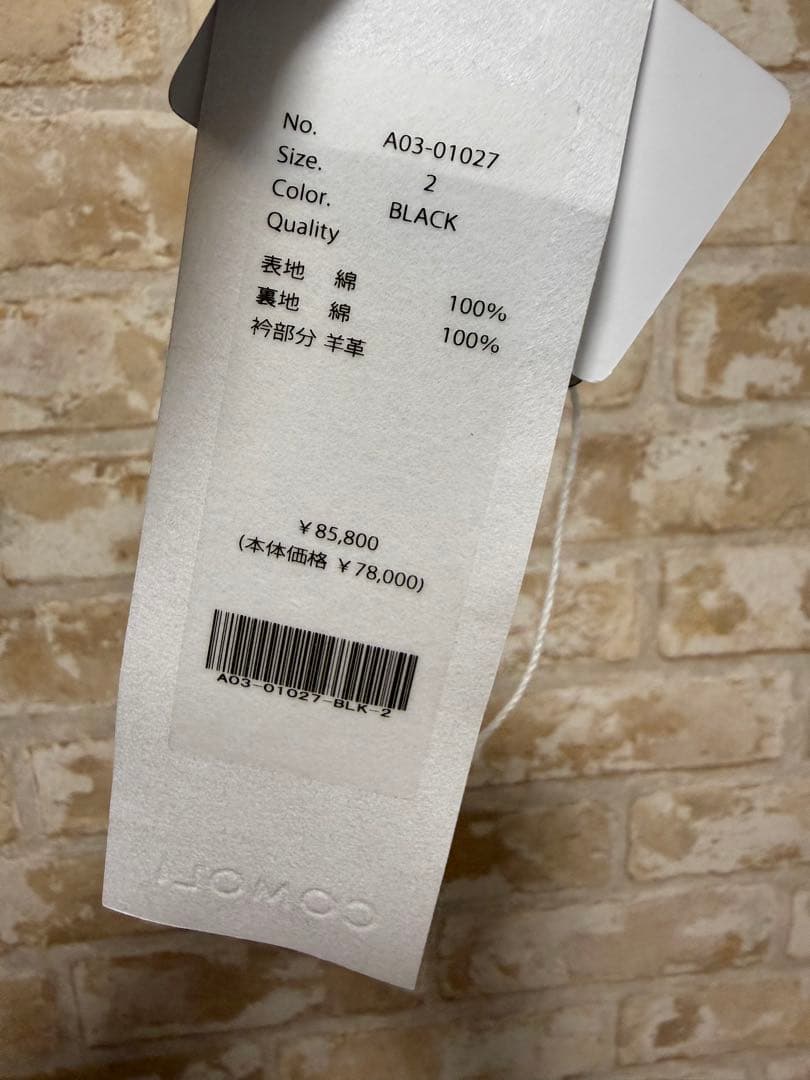 No. A03-01027
Size. 2
Color. BLACK
Quality
表地 綿 100%
裏地 綿 100%
衿部分 羊革
¥85,800
(本体価格 ¥78,000)
A03-01027-BLK-2
COMOLI